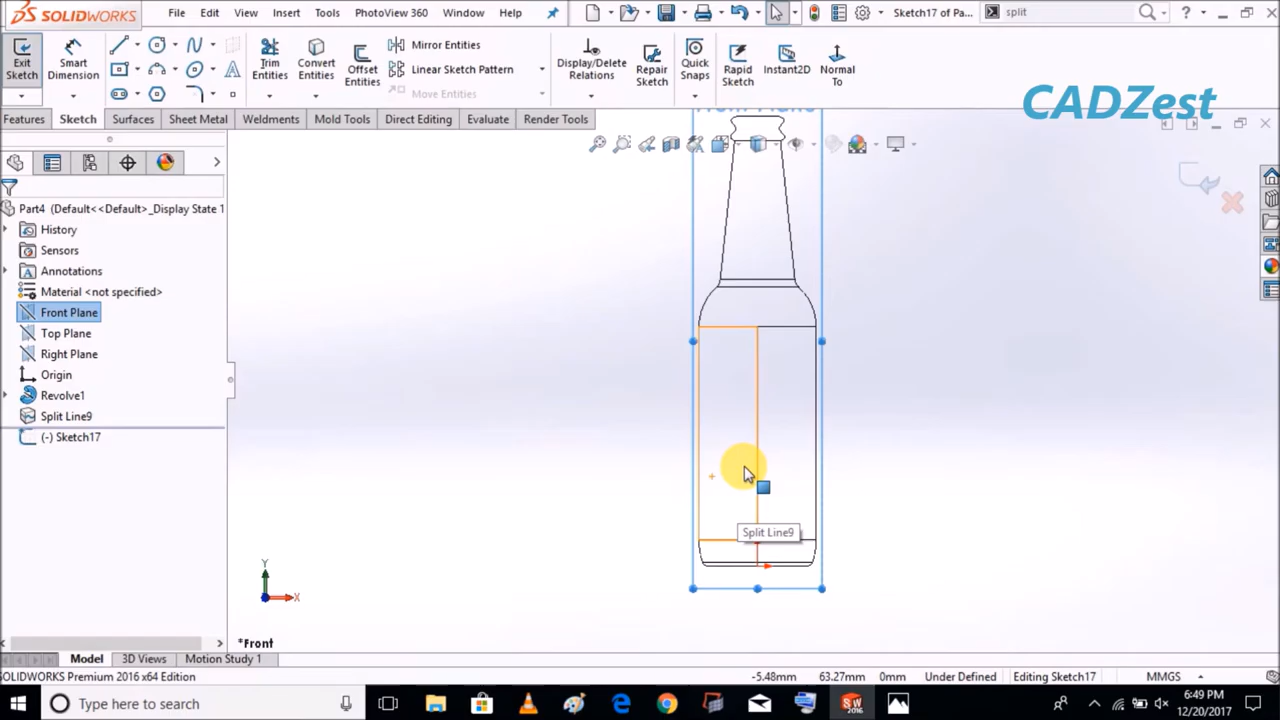 SOLIDWORKS File Edit View Insert Tools PhotoView 360 Window Help Sketch17 of Pa... split
Exit Sketch
Smart Dimension
Trim Entities
Convert Entities
Offset Entities
Mirror Entities
Linear Sketch Pattern
Move Entities
Display/Delete Relations
Repair Sketch
Quick Snaps
Rapid Sketch
Instant2D
Normal To
CADZest
Features Sketch Surfaces Sheet Metal Weldments Mold Tools Direct Editing Evaluate Render Tools
Front Plane
Part4 (Default<<Default>_Display State 1
History
Sensors
Annotations
Material <not specified>
Front Plane
Top Plane
Right Plane
Origin
Revolve1
Split Line9
(-) Sketch17
Split Line9
Y
X
*Front
Model 3D Views Motion Study 1
SOLIDWORKS Premium 2016 x64 Edition -5.48mm 63.27mm 0mm Under Defined Editing Sketch17 MMGS
Type here to search
SW
2016
6:49 PM
12/20/2017